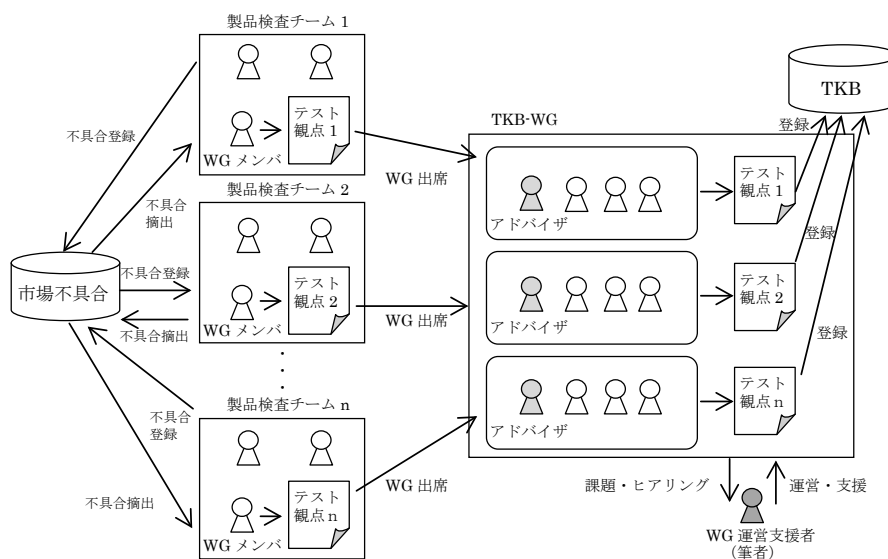 製品検査チーム 1
テスト
観点 1
WG メンバ
不具合登録
不具合
摘出
製品検査チーム 2
テスト
観点 2
WG メンバ
市場不具合
不具合登録
不具合摘出
製品検査チーム n
テスト
観点 n
WG メンバ
不具合
登録
不具合摘出
WG 出席
WG 出席
WG 出席
TKB-WG
アドバイザ
テスト
観点 1
アドバイザ
テスト
観点 2
アドバイザ
テスト
観点 n
TKB
登録
登録
登録
課題・ヒアリング
運営・支援
WG 運営支援者
（筆者）